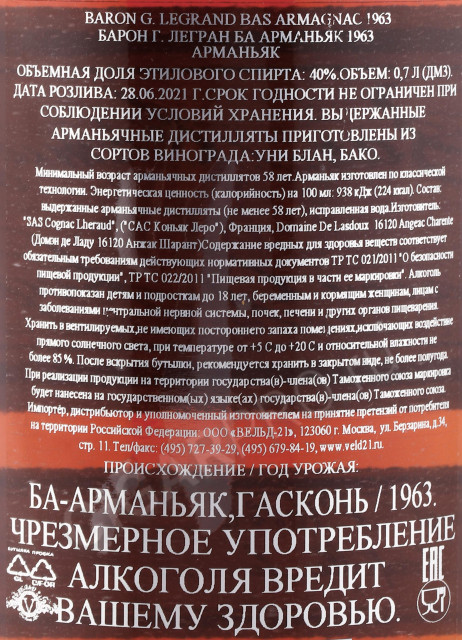 BARON G. LEGRAND BAS ARMAGNAC 1963
БАРОН Г. ЛЕГРАН БА АРМАНЬЯК 1963
АРМАНЬЯК
ОБЪЕМНАЯ ДОЛЯ ЭТИЛОВОГО СПИРТА: 40%.ОБЪЕМ: 0,7 Л (ДМ3).
ДАТА РОЗЛИВА: 28.06.2021 Г.СРОК ГОДНОСТИ НЕ ОГРАНИЧЕН ПРИ
СОБЛЮДЕНИИ УСЛОВИЙ ХРАНЕНИЯ. ВЫДЕРЖАННЫЕ
АРМАНЬЯЧНЫЕ ДИСТИЛЛЯТЫ ПРИГОТОВЛЕНЫ ИЗ
СОРТОВ ВИНОГРАДА:УНИ БЛАН, БАКО.
Минимальный возраст арманьячных дистиллятов 58 лет.Арманьяк изготовлен по классической
технологии. Энергетическая ценность (калорийность) на 100 мл: 938 кДж (224 ккал). Состав:
выдержанные арманьячные дистилляты (не менее 58 лет), исправленная вода.Изготовитель:
"SAS Cognac Lheraud", ("САС Коньяк Леро"), Франция, Domaine De Lasdoux 16120 Angeac Charente
(Домэн де Ладу 16120 Анжак Шарант)Содержание вредных для здоровья веществ соответствует
обязательным требованиям действующих нормативных документов ТР ТС 021/2011 "О безопасности
пищевой продукции", ТР ТС 022/2011 "Пищевая продукция в части ее маркировки". Алкоголь
противопоказан детям и подросткам до 18 лет, беременным и кормящим женщинам, лицам с
заболеваниями центральной нервной системы, почек, печени и других органов пищеварения.
Хранить в вентилируемых,не имеющих постороннего запаха помещениях,исключающих воздействие
прямого солнечного света, при температуре от +5 С до +20 С и относительной влажности не
более 85 %. После вскрытия бутылки, рекомендуется хранить в закрытом виде, не более полугода.
При реализации продукции на территории государства(в)-члена(ов) Таможенного союза маркировка
будет нанесена на государственном(ых) языке(ах) государства(в)-члена(ов) Таможенного союза.
Импортёр, дистрибьютор и уполномоченный изготовителем на принятие претензий от потребителя
на территории Российской Федерации: ООО «ВЕЛЬД-21», 123060 г. Москва, ул. Берзарина, д.34,
стр. 11. Тел/факс: (495) 727-39-29, (495) 679-84-19, www.veld21.ru.
ПРОИСХОЖДЕНИЕ / ГОД УРОЖАЯ:
БА-АРМАНЬЯК,ГАСКОНЬ / 1963.
ЧРЕЗМЕРНОЕ УПОТРЕБЛЕНИЕ
АЛКОГОЛЯ ВРЕДИТ
ВАШЕМУ ЗДОРОВЬЮ.
GL
C/FOR
EAC